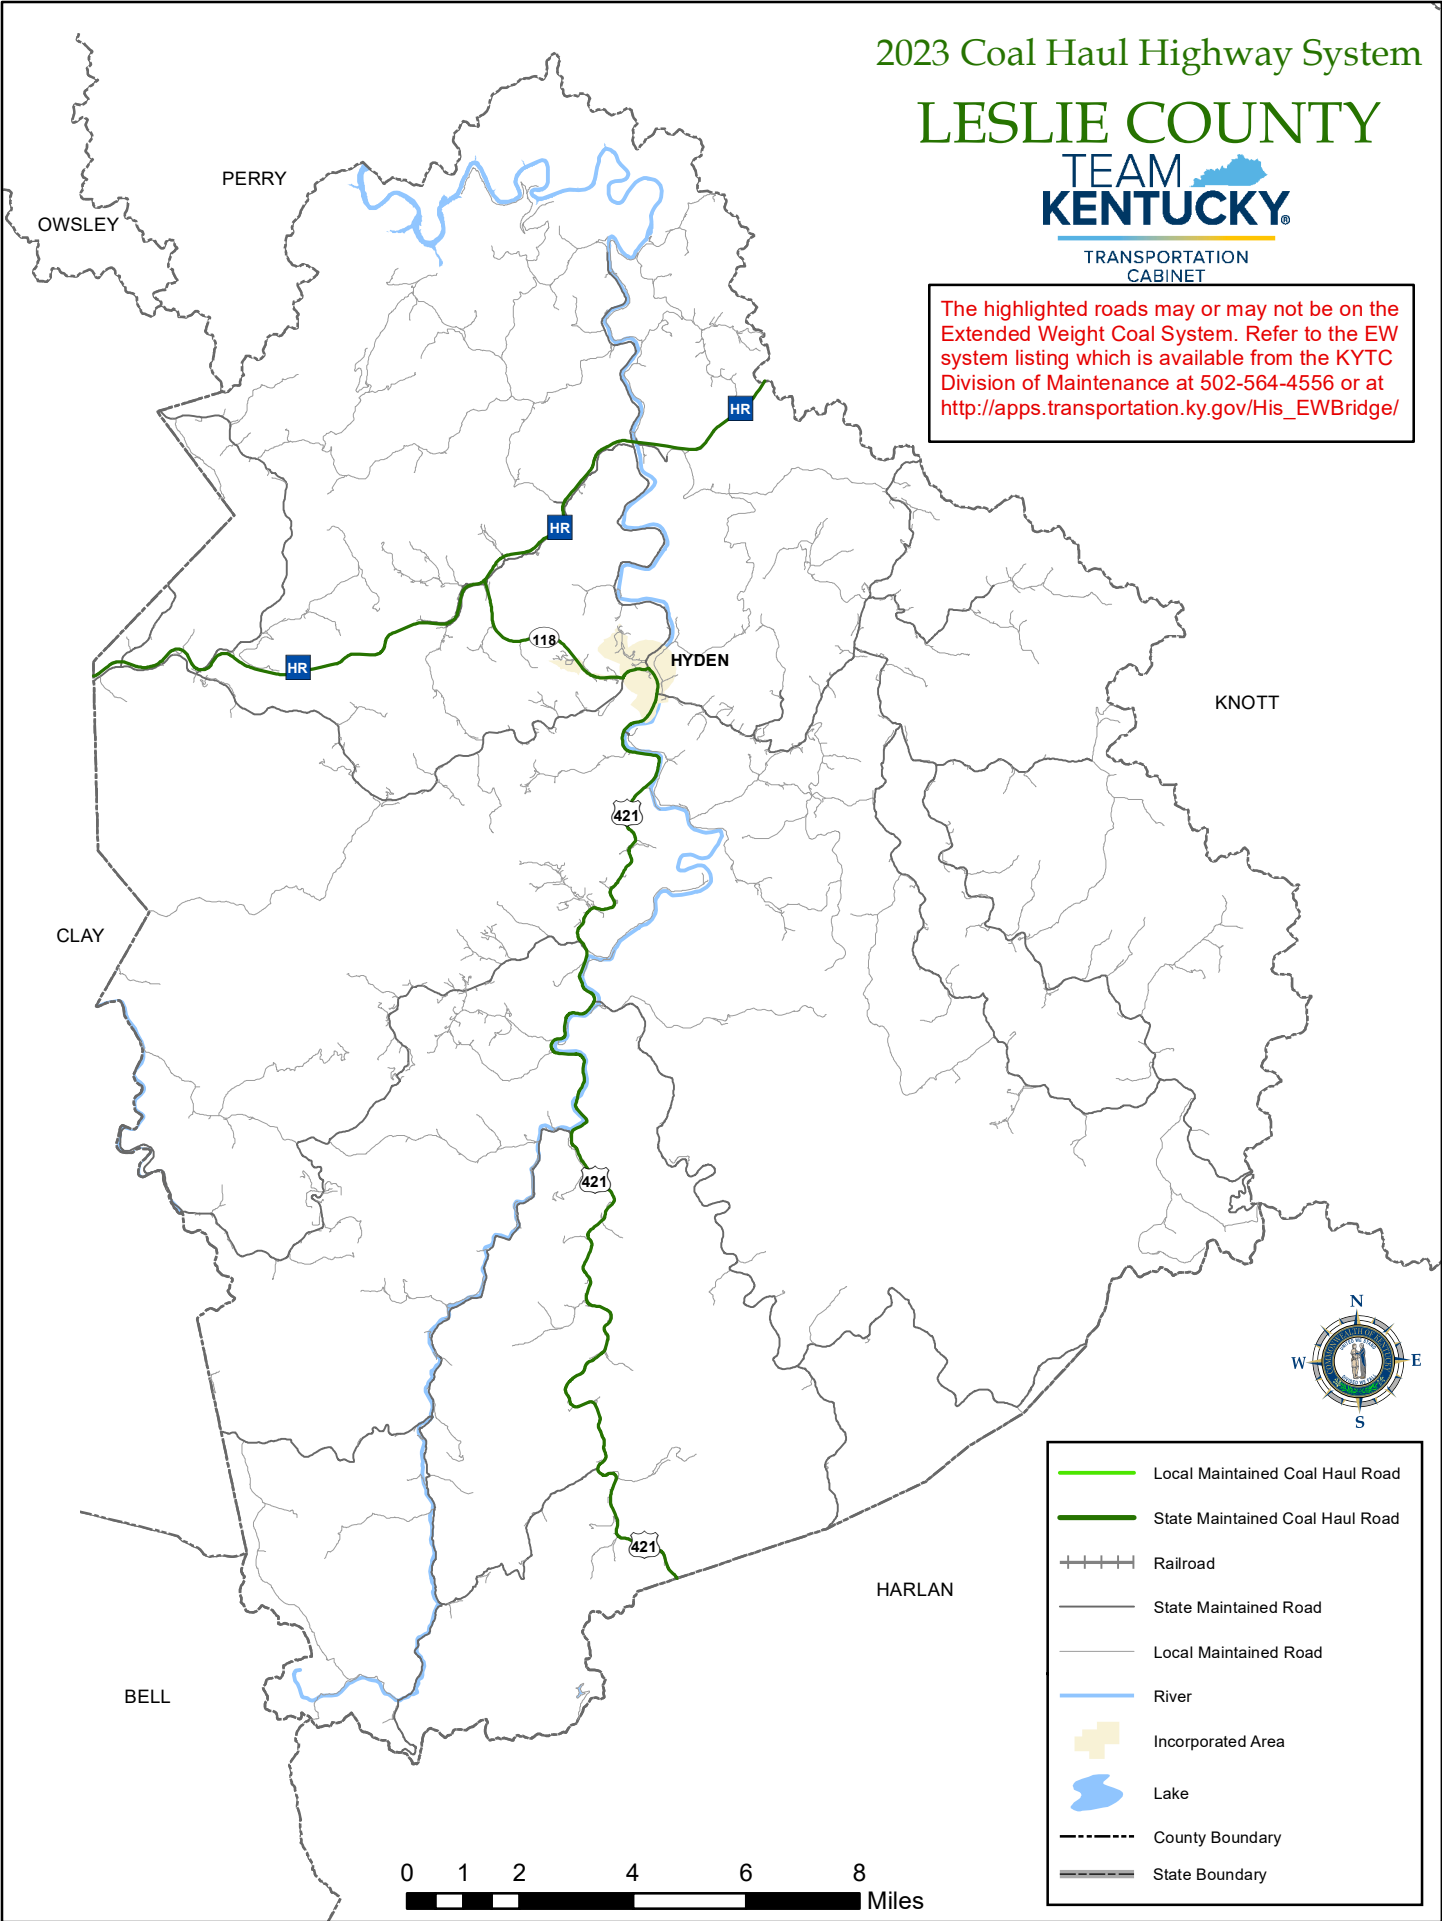 2023 Coal Haul Highway System
LESLIE COUNTY
TEAM
KENTUCKY®
TRANSPORTATION
CABINET
The highlighted roads may or may not be on the
Extended Weight Coal System. Refer to the EW
system listing which is available from the KYTC
Division of Maintenance at 502-564-4556 or at
http://apps.transportation.ky.gov/His_EWBridge/
PERRY
OWSLEY
HR
HR
118
HYDEN
HR
KNOTT
421
CLAY
421
N
W
E
S
421
HARLAN
BELL
Local Maintained Coal Haul Road
State Maintained Coal Haul Road
Railroad
State Maintained Road
Local Maintained Road
River
Incorporated Area
Lake
County Boundary
State Boundary
0 1 2 4 6 8
Miles